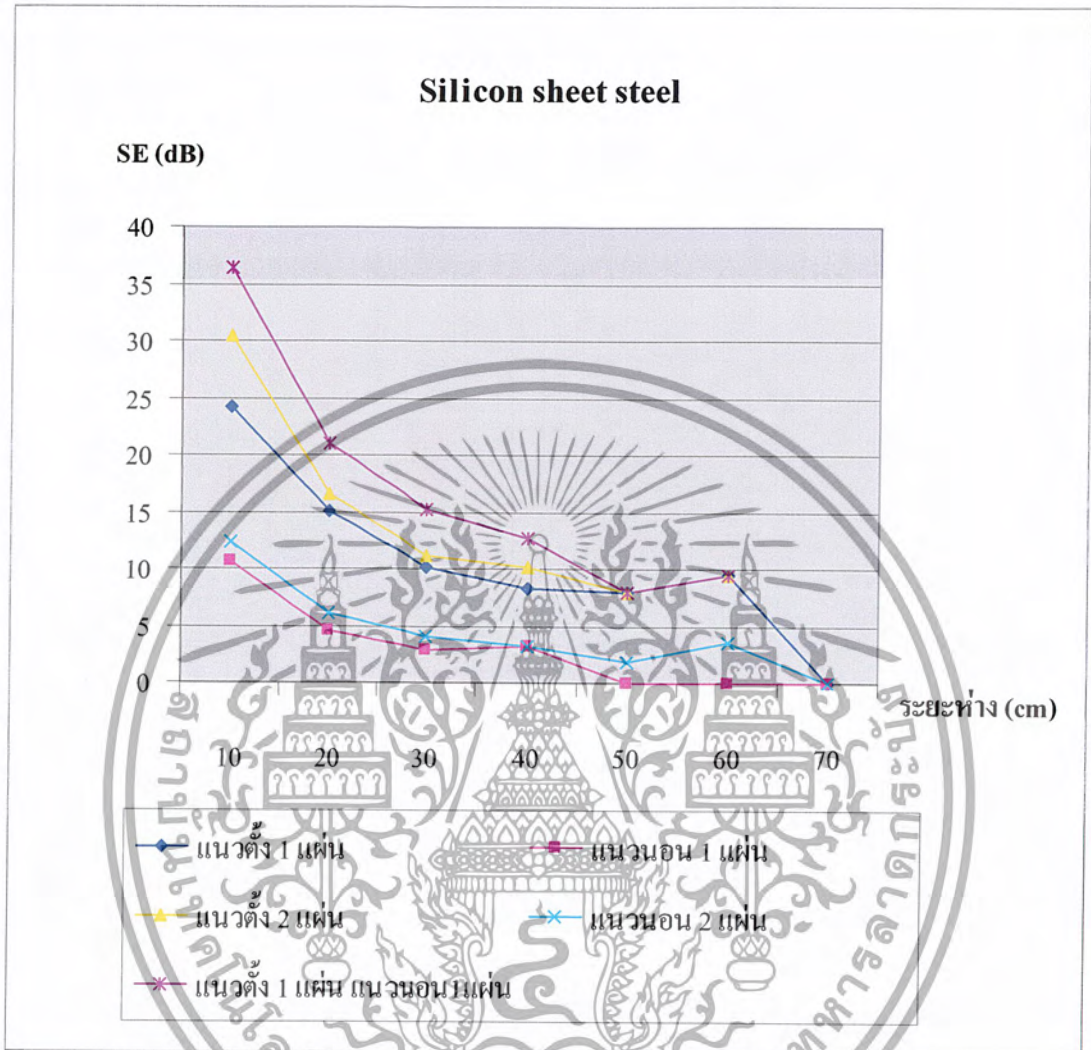 Silicon sheet steel
SE (dB)
40
35
30
25
20
15
10
5
0
ระยะห่าง (cm)
10 20 30 40 50 60 70
แนวตั้ง 1 แผ่น
แนวนอน 1 แผ่น
แนวตั้ง 2 แผ่น
แนวนอน 2 แผ่น
แนวตั้ง 1 แผ่น แนวนอน1แผ่น